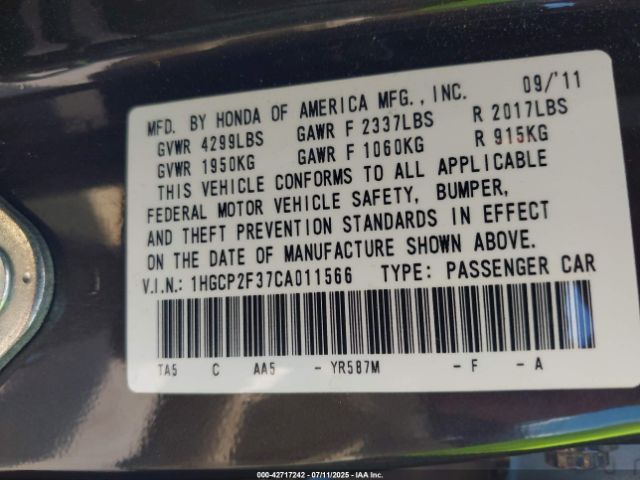 MFD. BY HONDA OF AMERICA MFG., INC. 09/'11
GVWR 4299LBS GAWR F 2337LBS R 2017LBS
GVWR 1950KG GAWR F 1060KG R 915KG
THIS VEHICLE CONFORMS TO ALL APPLICABLE
FEDERAL MOTOR VEHICLE SAFETY, BUMPER,
AND THEFT PREVENTION STANDARDS IN EFFECT
ON THE DATE OF MANUFACTURE SHOWN ABOVE.
V.I.N.: 1HGCP2F37CA011566 TYPE: PASSENGER CAR
TA5 C AA5 - YR587M - F - A
000-42717242 - 07/11/2025 - IAA Inc.